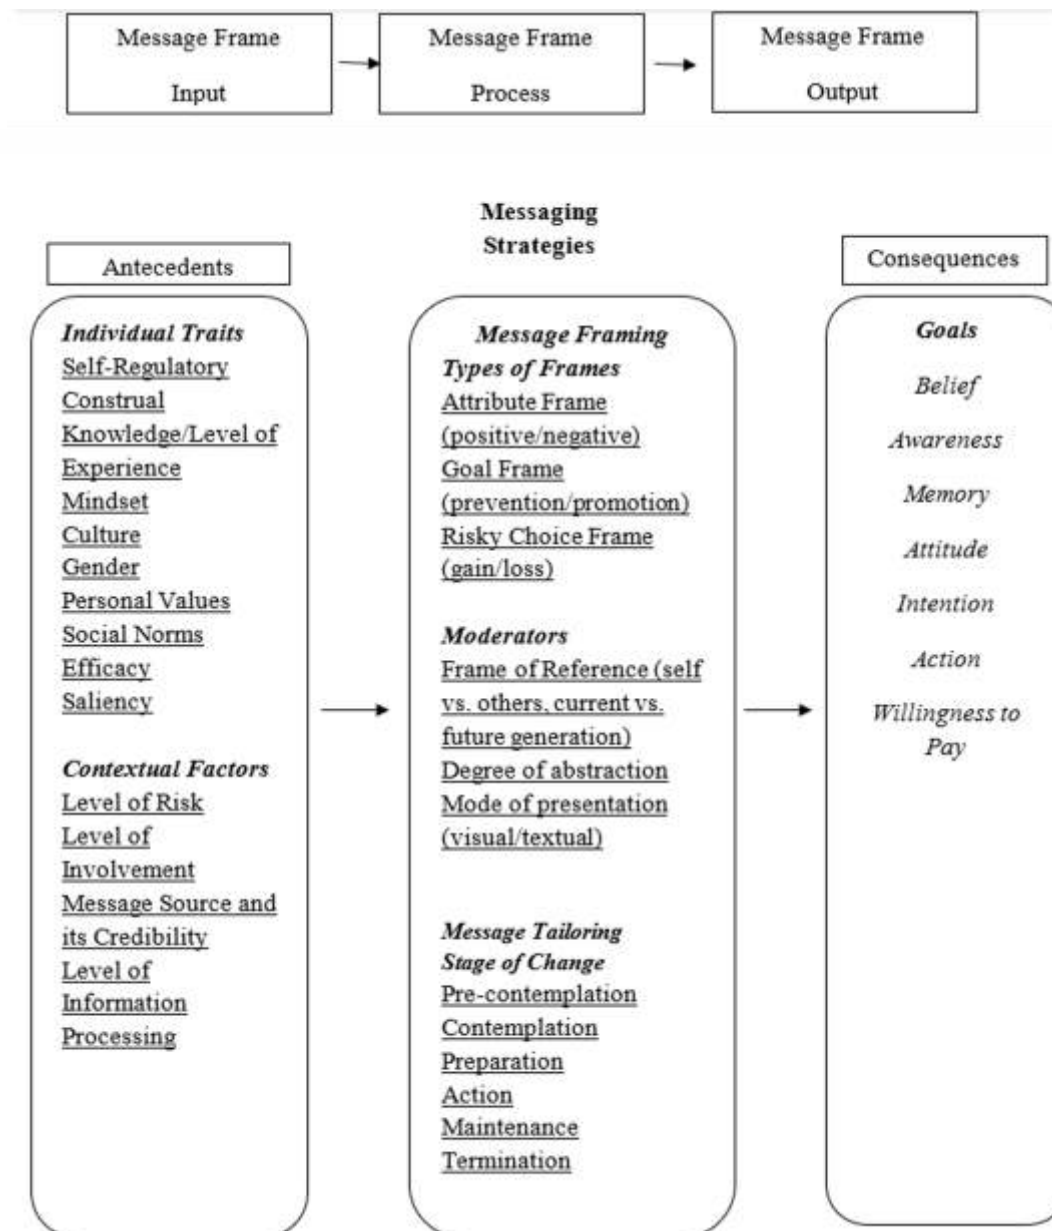 Message Frame
Input
Message Frame
Process
Message Frame
Output
Messaging
Strategies
Antecedents
Individual Traits
Self-Regulatory
Construal
Knowledge/Level of
Experience
Mindset
Culture
Gender
Personal Values
Social Norms
Efficacy
Saliency
Contextual Factors
Level of Risk
Level of
Involvement
Message Source and
its Credibility
Level of
Information
Processing
Message Framing
Types of Frames
Attribute Frame
(positive/negative)
Goal Frame
(prevention/promotion)
Risky Choice Frame
(gain/loss)
Moderators
Frame of Reference (self
vs. others, current vs.
future generation)
Degree of abstraction
Mode of presentation
(visual/textual)
Message Tailoring
Stage of Change
Pre-contemplation
Contemplation
Preparation
Action
Maintenance
Termination
Consequences
Goals
Belief
Awareness
Memory
Attitude
Intention
Action
Willingness to
Pay